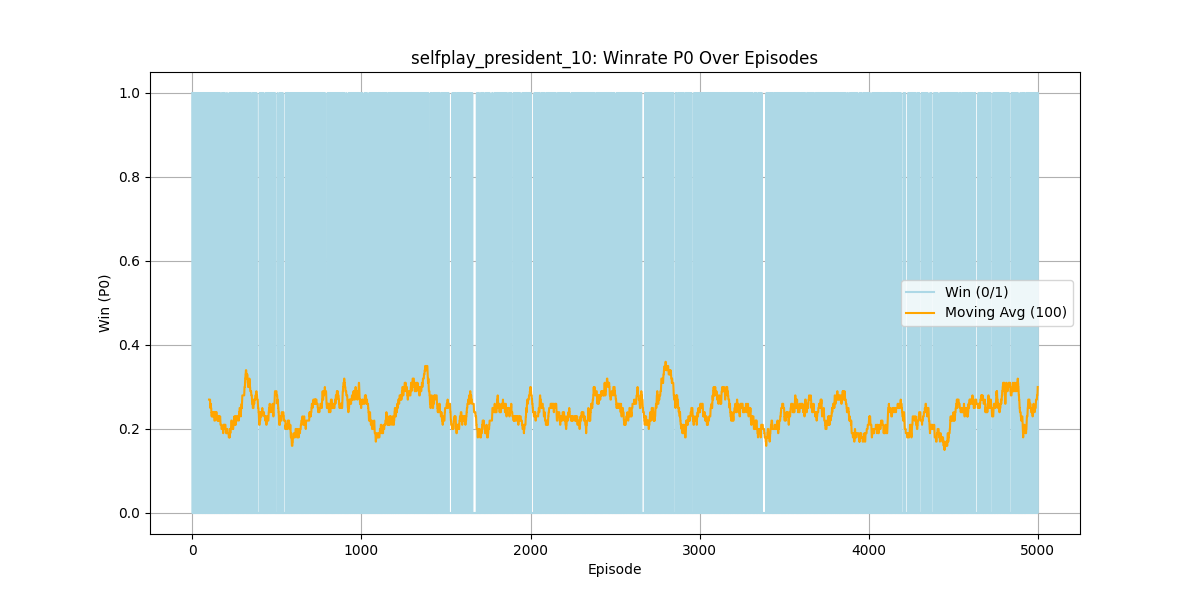 selfplay_president_10: Winrate P0 Over Episodes
1.0
0.8
0.6
0.4
0.2
0.0
Win (P0)
Win (0/1)
Moving Avg (100)
0 1000 2000 3000 4000 5000
Episode